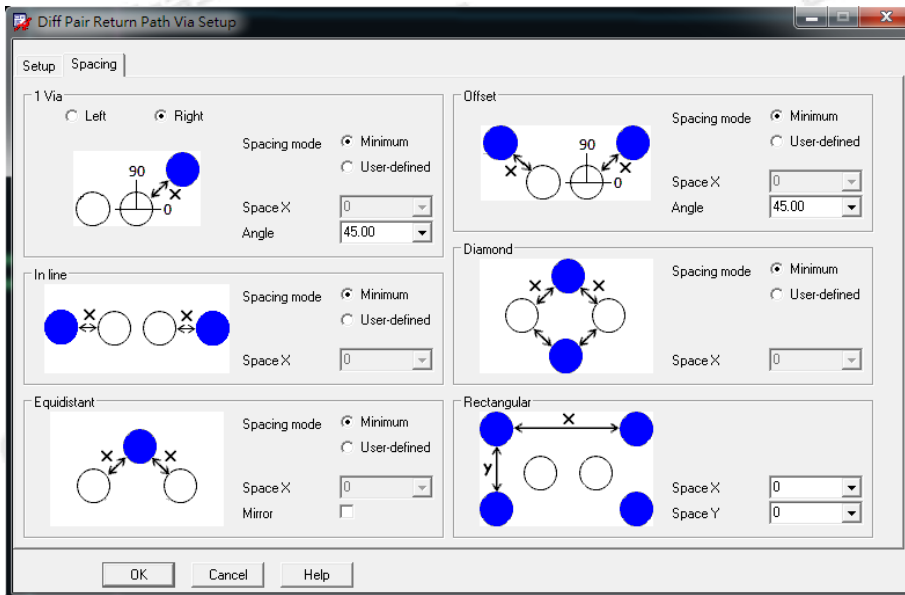 Diff Pair Return Path Via Setup
Setup Spacing
1 Via
Left Right
90
X
0
Spacing mode Minimum
User-defined
Space X 0
Angle 45.00
In line
X X
Spacing mode Minimum
User-defined
Space X 0
Equidistant
X X
Spacing mode Minimum
User-defined
Space X 0
Mirror
Offset
90
X X
0
Spacing mode Minimum
User-defined
Space X 0
Angle 45.00
Diamond
X X
Spacing mode Minimum
User-defined
Space X 0
Rectangular
X
y
Space X 0
Space Y 0
OK Cancel Help